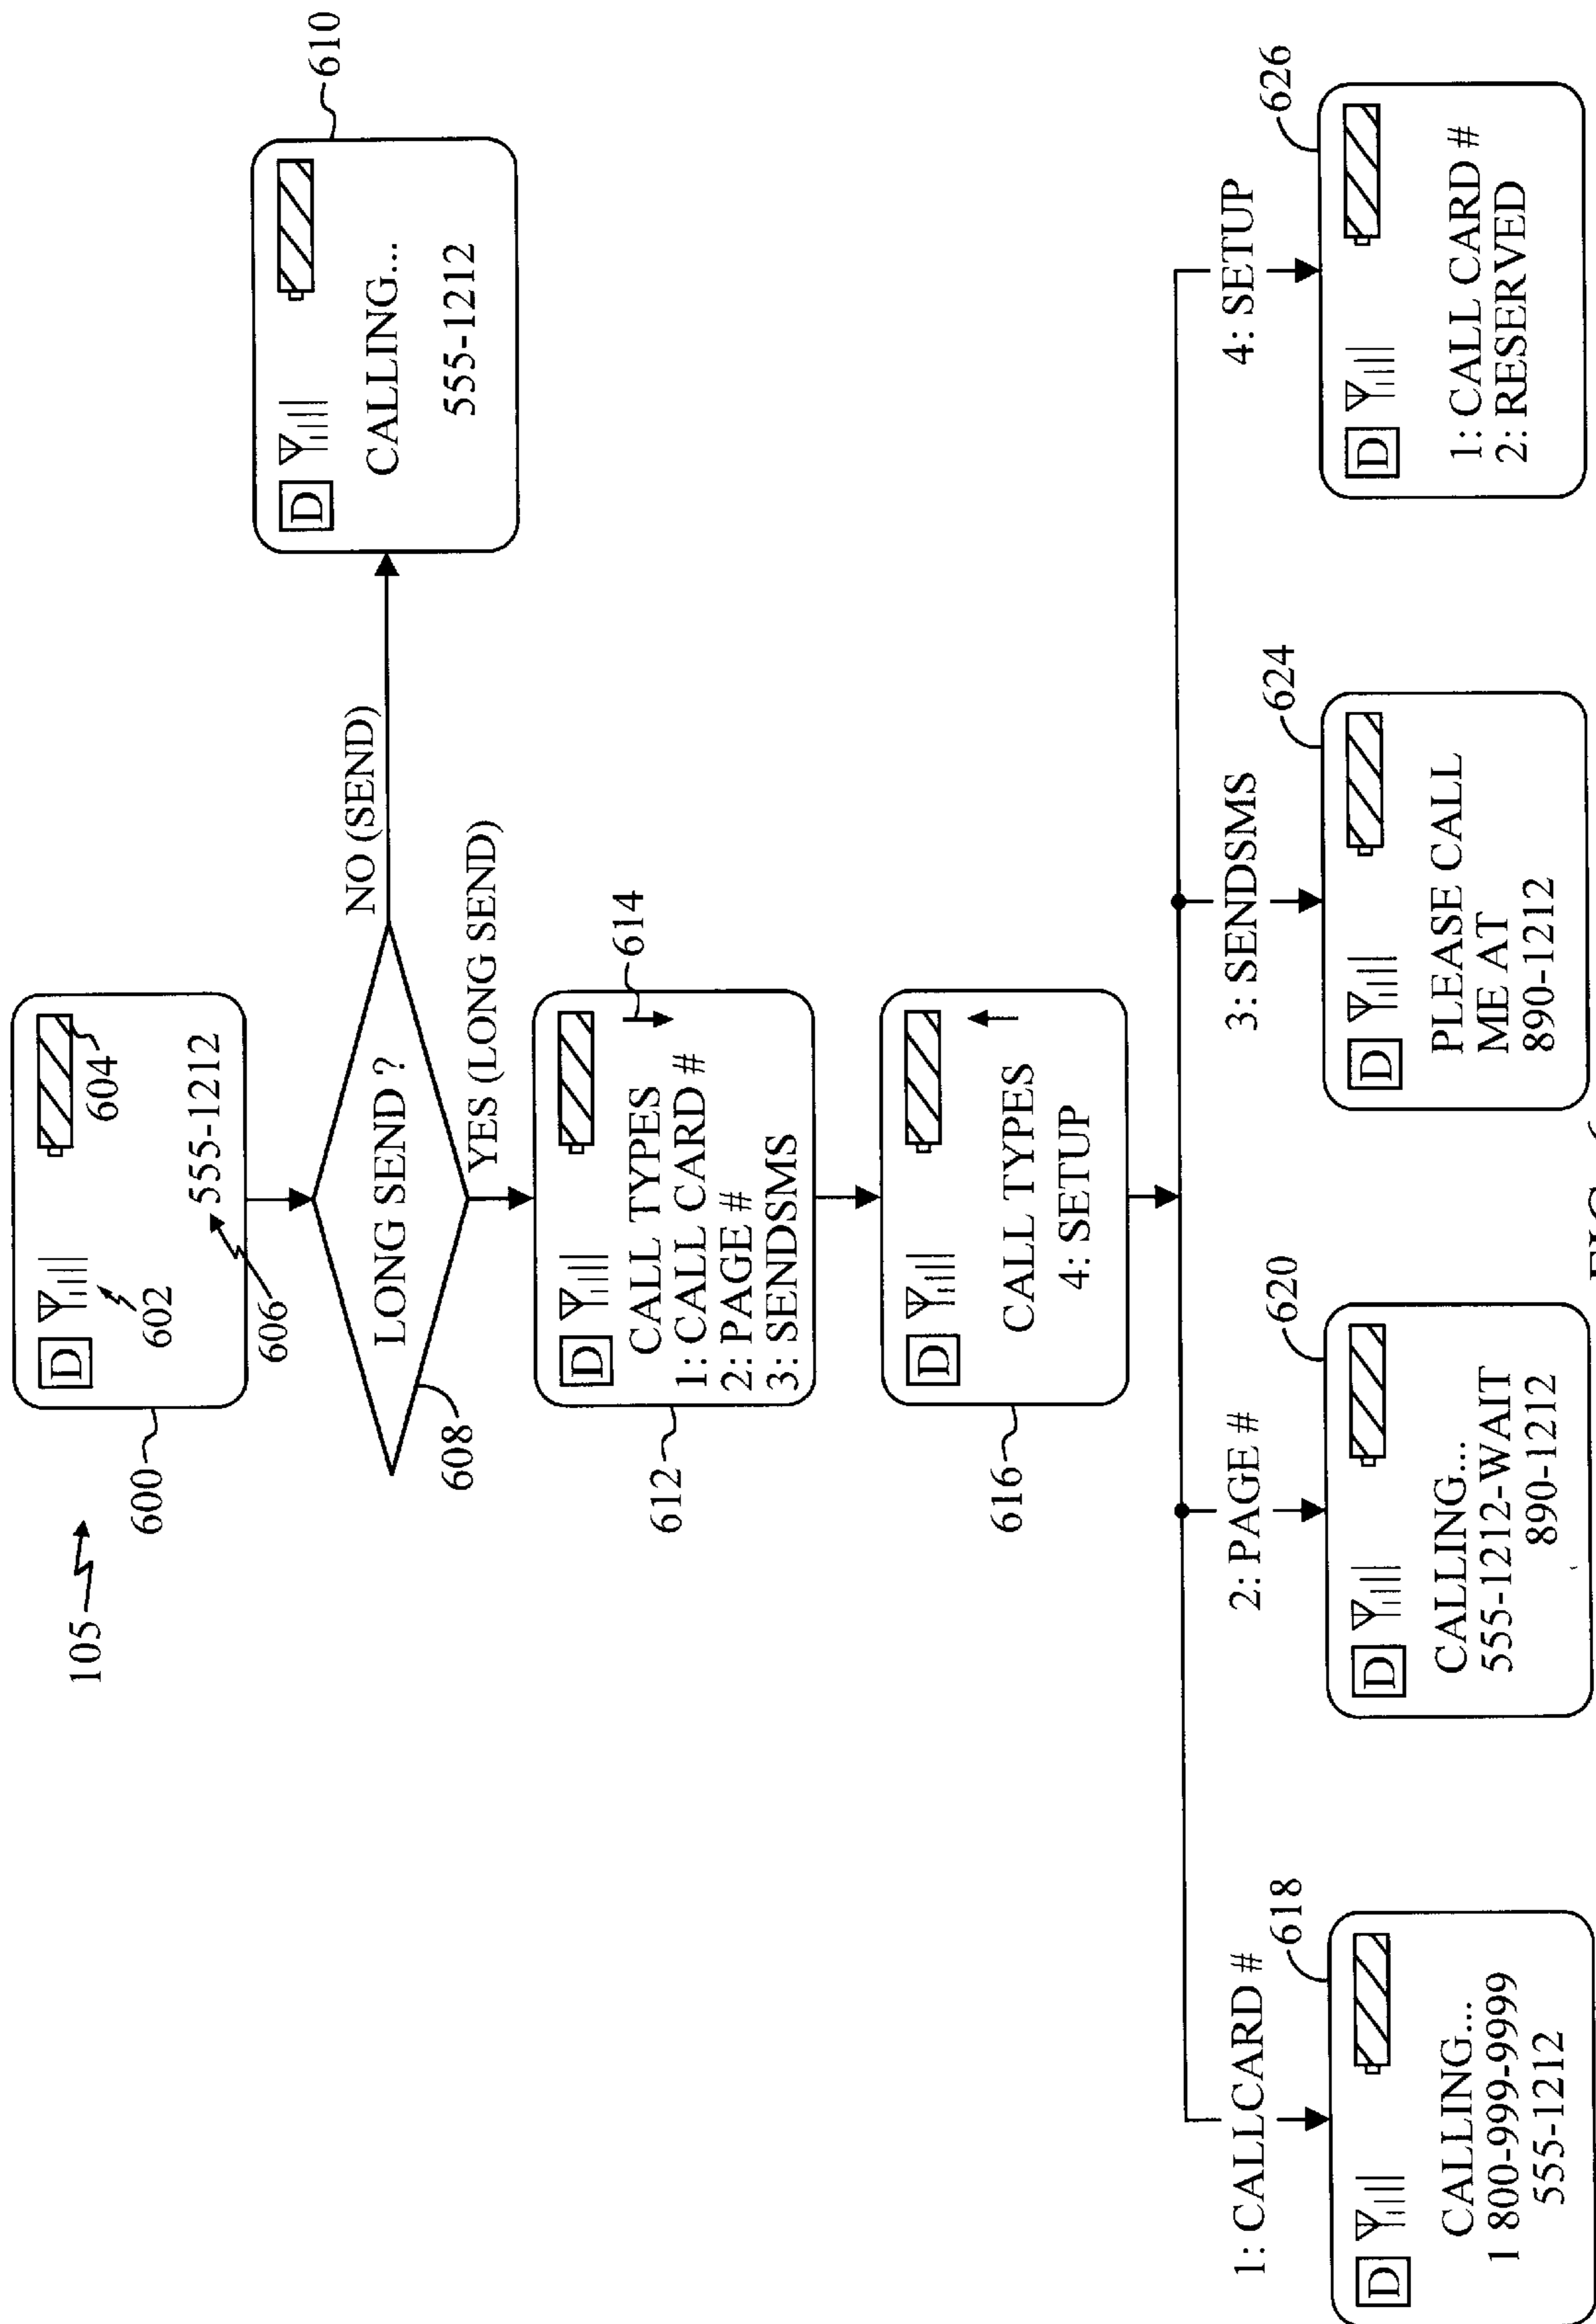 105
600
D
602
604
606
555-1212
608
LONG SEND ?
NO (SEND)
YES (LONG SEND)
610
D
CALLING...
555-1212
612
D
614
CALL TYPES
1: CALL CARD #
2: PAGE #
3: SENDSMS
616
D
CALL TYPES
4: SETUP
1: CALLCARD #
618
D
CALLING...
1 800-999-9999
555-1212
2: PAGE #
620
D
CALLING...
555-1212-WAIT
890-1212
3: SENDSMS
624
D
PLEASE CALL
ME AT
890-1212
4: SETUP
626
D
1: CALL CARD #
2: RESERVED